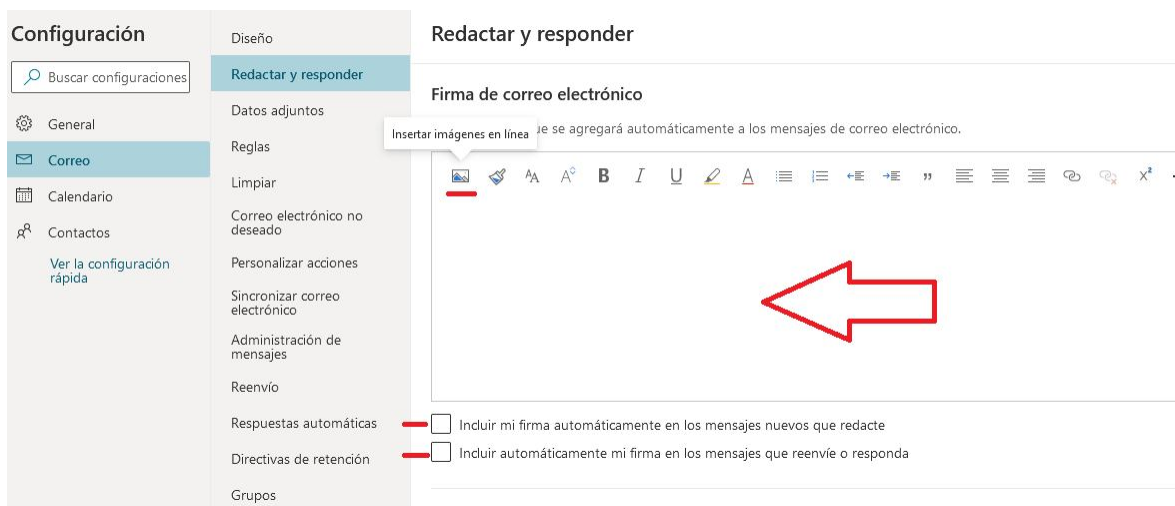 Configuración
Buscar configuraciones
General
Correo
Calendario
Contactos
Ver la configuración
rápida
Diseño
Redactar y responder
Datos adjuntos
Reglas
Limpiar
Correo electrónico no
deseado
Personalizar acciones
Sincronizar correo
electrónico
Administración de
mensajes
Reenvío
Respuestas automáticas
Directivas de retención
Grupos
Redactar y responder
Firma de correo electrónico
Insertar imágenes en línea
se agregará automáticamente a los mensajes de correo electrónico.
Incluir mi firma automáticamente en los mensajes nuevos que redacte
Incluir automáticamente mi firma en los mensajes que reenvíe o responda